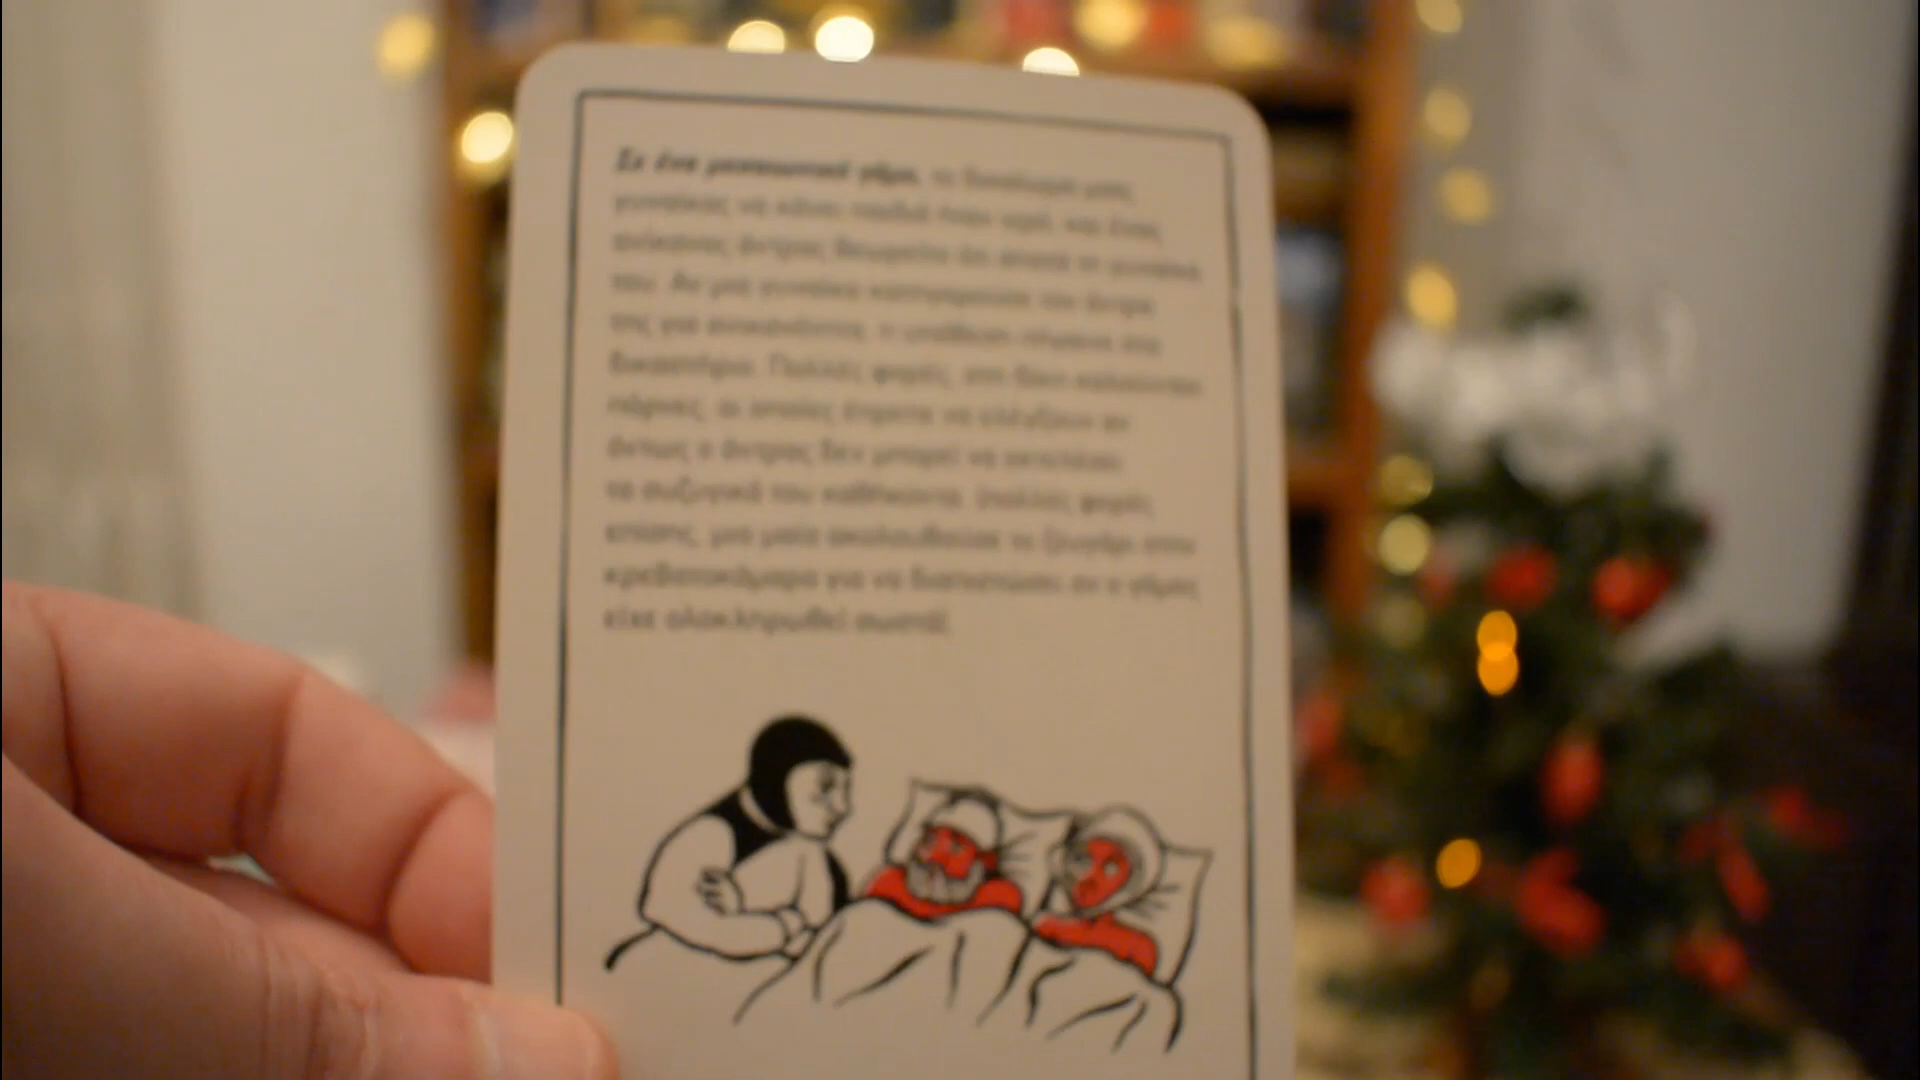 Σε ένα μεσαιωνικό γάμο, το δικαίωμα μιας
γυναίκας να κάνει παιδιά ήταν ιερό, και ένας
ανίκανος άντρας θεωρείτο ότι απατά τη γυναίκα
του. Αν μια γυναίκα κατηγορούσε τον άντρα
της για ανικανότητα, η υπόθεση πήγαινε στο
δικαστήριο. Πολλές φορές, στη δίκη καλούνταν
πόρνες, οι οποίες έπρεπε να ελέγξουν αν
όντως ο άντρας δεν μπορεί να εκτελέσει
τα συζυγικά του καθήκοντα. (πολλές φορές
επίσης, μια μαία ακολουθούσε το ζευγάρι στην
κρεβατοκάμαρα για να διαπιστώσει αν ο γάμος
είχε ολοκληρωθεί σωστά).